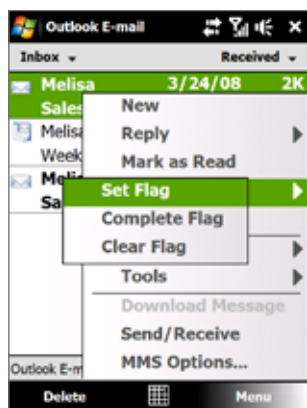 Outlook E-mail
Inbox Received
Melisa 3/24/08 2K
Sales
New
Melisa
Reply
Week
Mark as Read
Set Flag
Sa
Complete Flag
Clear Flag
Tools
Download Message
Send/Receive
Outlook E-m
MMS Options...
Delete Menu